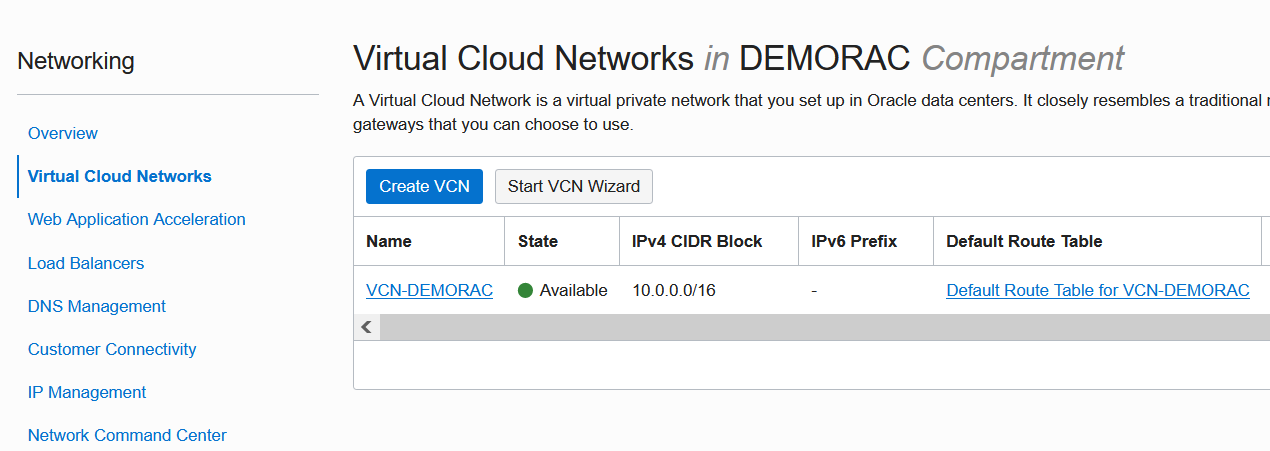 Networking
Overview
Virtual Cloud Networks
Web Application Acceleration
Load Balancers
DNS Management
Customer Connectivity
IP Management
Network Command Center
Virtual Cloud Networks in DEMORAC Compartment
A Virtual Cloud Network is a virtual private network that you set up in Oracle data centers. It closely resembles a traditional
gateways that you can choose to use.
Create VCN Start VCN Wizard
Name State IPv4 CIDR Block IPv6 Prefix Default Route Table
VCN-DEMORAC Available 10.0.0.0/16 - Default Route Table for VCN-DEMORAC